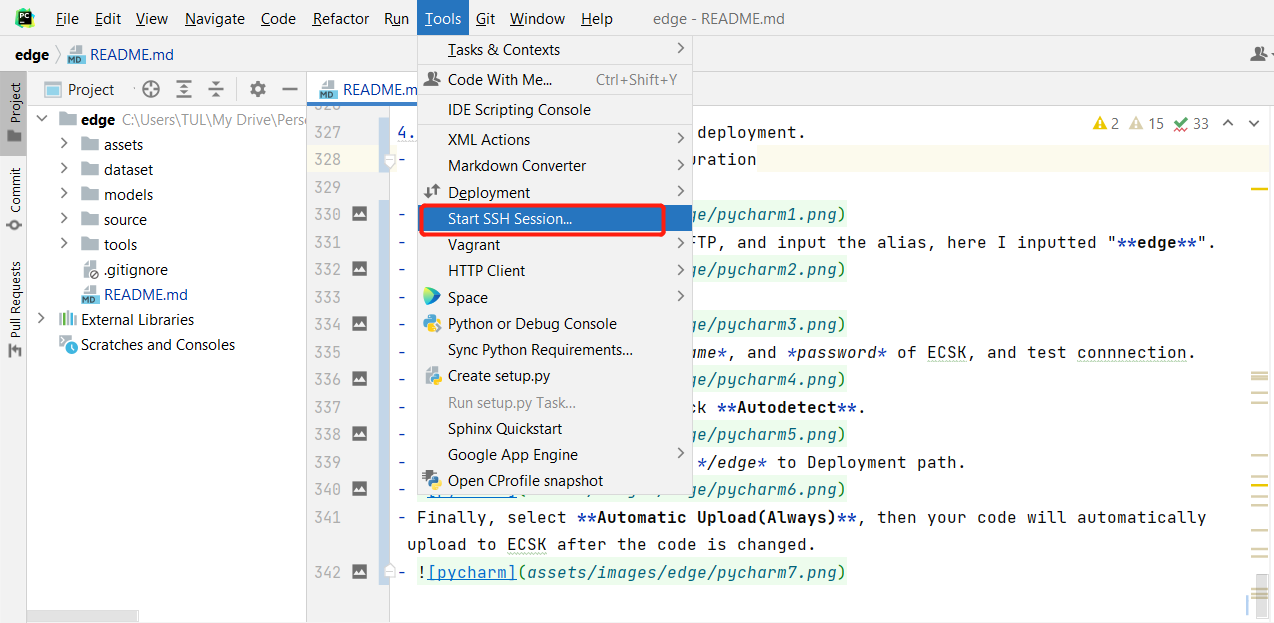 PC File Edit View Navigate Code Refactor Run Tools Git Window Help edge - README.md
edge README.md
Project
README.m
Project
Commit
Pull Requests
edge C:\Users\TUL\My Drive\Perso
assets
dataset
models
source
tools
.gitignore
README.md
External Libraries
Scratches and Consoles
Tasks & Contexts
Code With Me... Ctrl+Shift+Y
IDE Scripting Console
XML Actions
Markdown Converter
Deployment
Start SSH Session...
Vagrant
HTTP Client
Space
Python or Debug Console
Sync Python Requirements...
Create setup.py
Run setup.py Task...
Sphinx Quickstart
Google App Engine
Open CProfile snapshot
2 15 33
327 4. deployment.
328 - uration
329
330 - ge/pycharm1.png)
331 - FTP, and input the alias, here I inputted "**edge**".
332 - ge/pycharm2.png)
333 -
334 - ge/pycharm3.png)
335 - ame*, and *password* of ECSK, and test connnection.
336 - ge/pycharm4.png)
337 - ck **Autodetect**.
338 - ge/pycharm5.png)
339 - */edge* to Deployment path.
340 - ge/pycharm6.png)
341 - Finally, select **Automatic Upload(Always)**, then your code will automatically
upload to ECSK after the code is changed.
342 - ![pycharm](assets/images/edge/pycharm7.png)